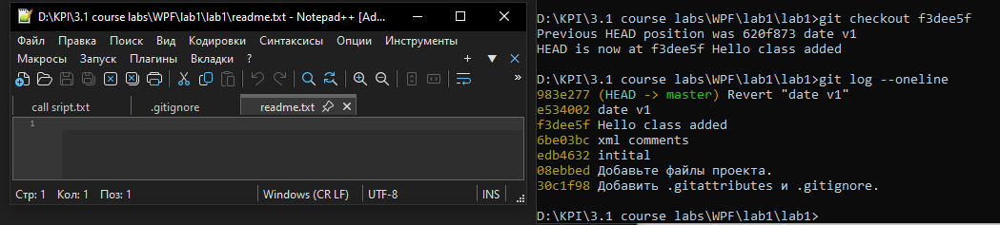 D:\KPI\3.1 course labs\WPF\lab1\lab1\readme.txt - Notepad++ [Ad...
Файл Правка Поиск Вид Кодировки Синтаксисы Опции Инструменты
Макросы Запуск Плагины Вкладки ? + ▼ X
»
call sript.txt .gitignore readme.txt
1
Стр: 1 Кол: 1 Поз: 1 Windows (CR LF) UTF-8 INS
D:\KPI\3.1 course labs\WPF\lab1\lab1>git checkout f3dee5f
Previous HEAD position was 620f873 date v1
HEAD is now at f3dee5f Hello class added
D:\KPI\3.1 course labs\WPF\lab1\lab1>git log --oneline
983e277 (HEAD -> master) Revert "date v1"
e534002 date v1
f3dee5f Hello class added
6be03bc xml comments
edb4632 intital
08ebbed Добавьте файлы проекта.
30c1f98 Добавить .gitattributes и .gitignore.
D:\KPI\3.1 course labs\WPF\lab1\lab1>